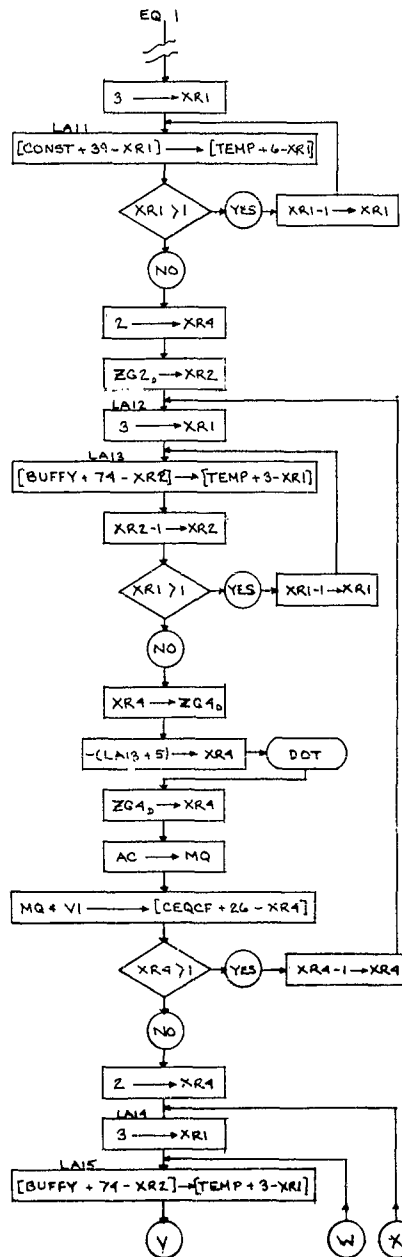 EQ 1
3 → XR1
LA11
[CONST + 39 - XR1] → [TEMP + 6 - XR1]
XR1 > 1
YES
XR1 - 1 → XR1
NO
2 → XR4
ZG2D → XR2
LA12
3 → XR1
LA13
[BUFFY + 74 - XR2] → [TEMP + 3 - XR1]
XR2 - 1 → XR2
XR1 > 1
YES
XR1 - 1 → XR1
NO
XR4 → ZG4D
-(LA13 + 5) → XR4
DOT
ZG4D → XR4
AC → MQ
MQ * V1 → [CEQCF + 26 - XR4]
XR4 > 1
YES
XR4 - 1 → XR4
NO
2 → XR4
LA14
3 → XR1
LA15
[BUFFY + 74 - XR2] → [TEMP + 3 - XR1]
V
W
X